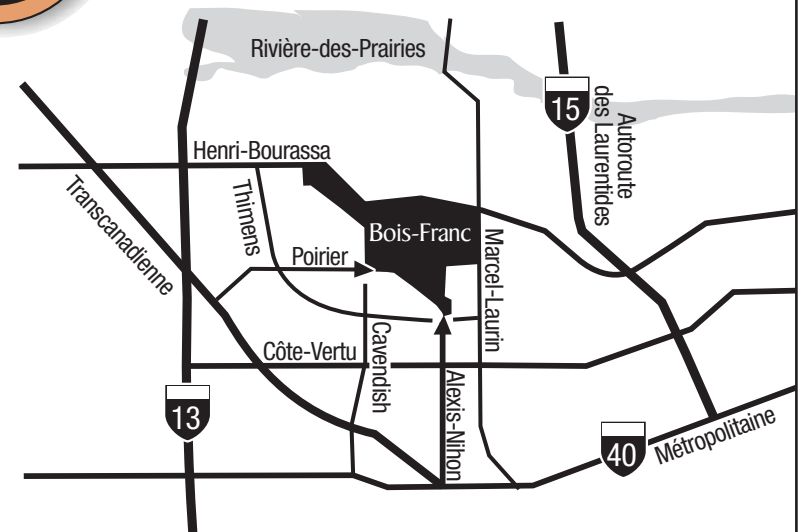 Rivière-des-Prairies
15
Autoroute
des Laurentides
Henri-Bourassa
Transcanadienne
Thimens
Bois-Franc
Poirier
Marcel-Laurin
Côte-Vertu
Cavendish
Alexis-Nihon
13
40
Métropolitaine